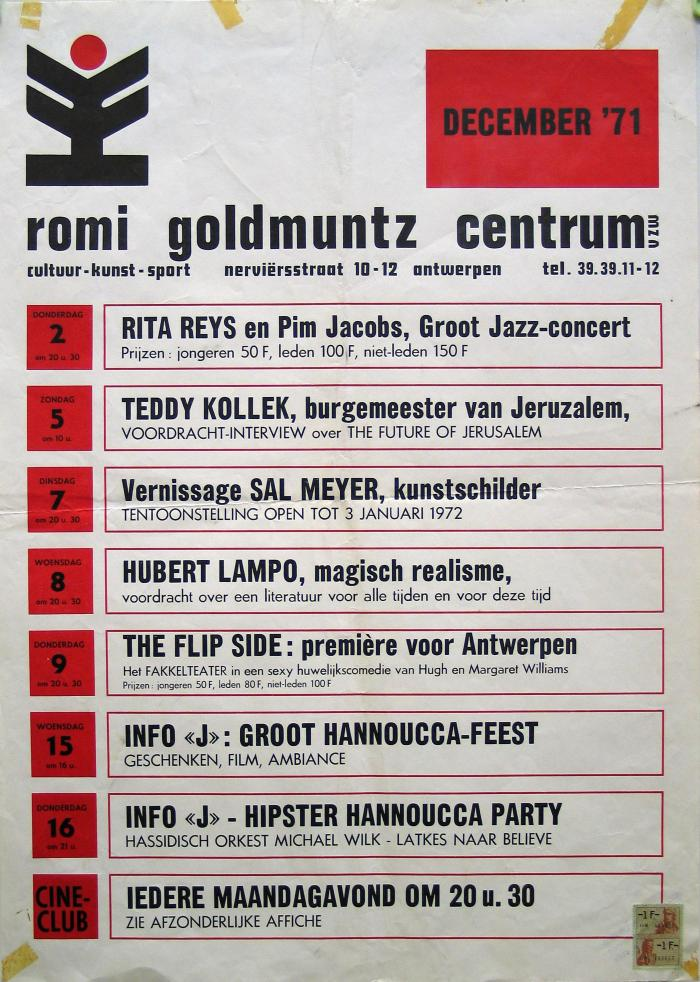 DECEMBER '71
romi goldmuntz centrum vzw
cultuur-kunst-sport nerviërsstraat 10-12 antwerpen tel. 39.39.11-12
DONDERDAG
2
om 20 u. 30
RITA REYS en Pim Jacobs, Groot Jazz-concert
Prijzen : jongeren 50 F, leden 100 F, niet-leden 150 F
ZONDAG
5
om 10 u.
TEDDY KOLLEK, burgemeester van Jeruzalem,
VOORDRACHT-INTERVIEW over THE FUTURE OF JERUSALEM
DINSDAG
7
om 20 u. 30
Vernissage SAL MEYER, kunstschilder
TENTOONSTELLING OPEN TOT 3 JANUARI 1972
WOENSDAG
8
om 20 u. 30
HUBERT LAMPO, magisch realisme,
voordracht over een literatuur voor alle tijden en voor deze tijd
DONDERDAG
9
om 20 u. 30
THE FLIP SIDE : première voor Antwerpen
Het FAKKELTEATER in een sexy huwelijkscomedie van Hugh en Margaret Williams
Prijzen : jongeren 50 F, leden 80 F, niet-leden 100 F
WOENSDAG
15
om 16 u.
INFO «J» : GROOT HANNOUCCA-FEEST
GESCHENKEN, FILM, AMBIANCE
DONDERDAG
16
om 21 u.
INFO «J» - HIPSTER HANNOUCCA PARTY
HASSIDISCH ORKEST MICHAEL WILK - LATKES NAAR BELIEVE
CINE-
CLUB
IEDERE MAANDAGAVOND OM 20 u. 30
ZIE AFZONDERLIJKE AFFICHE
-1 F-
-1 F-